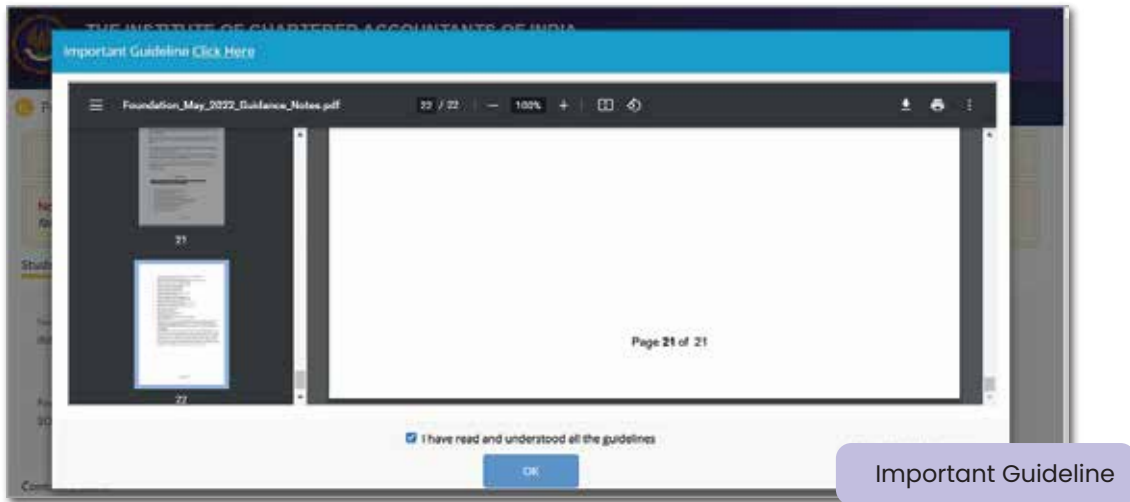 THE INSTITUTE OF CHARTERED ACCOUNTANTS OF INDIA
Important Guideline Click Here
Foundation_May_2022_Guidance_Notes.pdf 22 / 22 100%
21
Page 21 of 21
22
I have read and understood all the guidelines
OK
Important Guideline